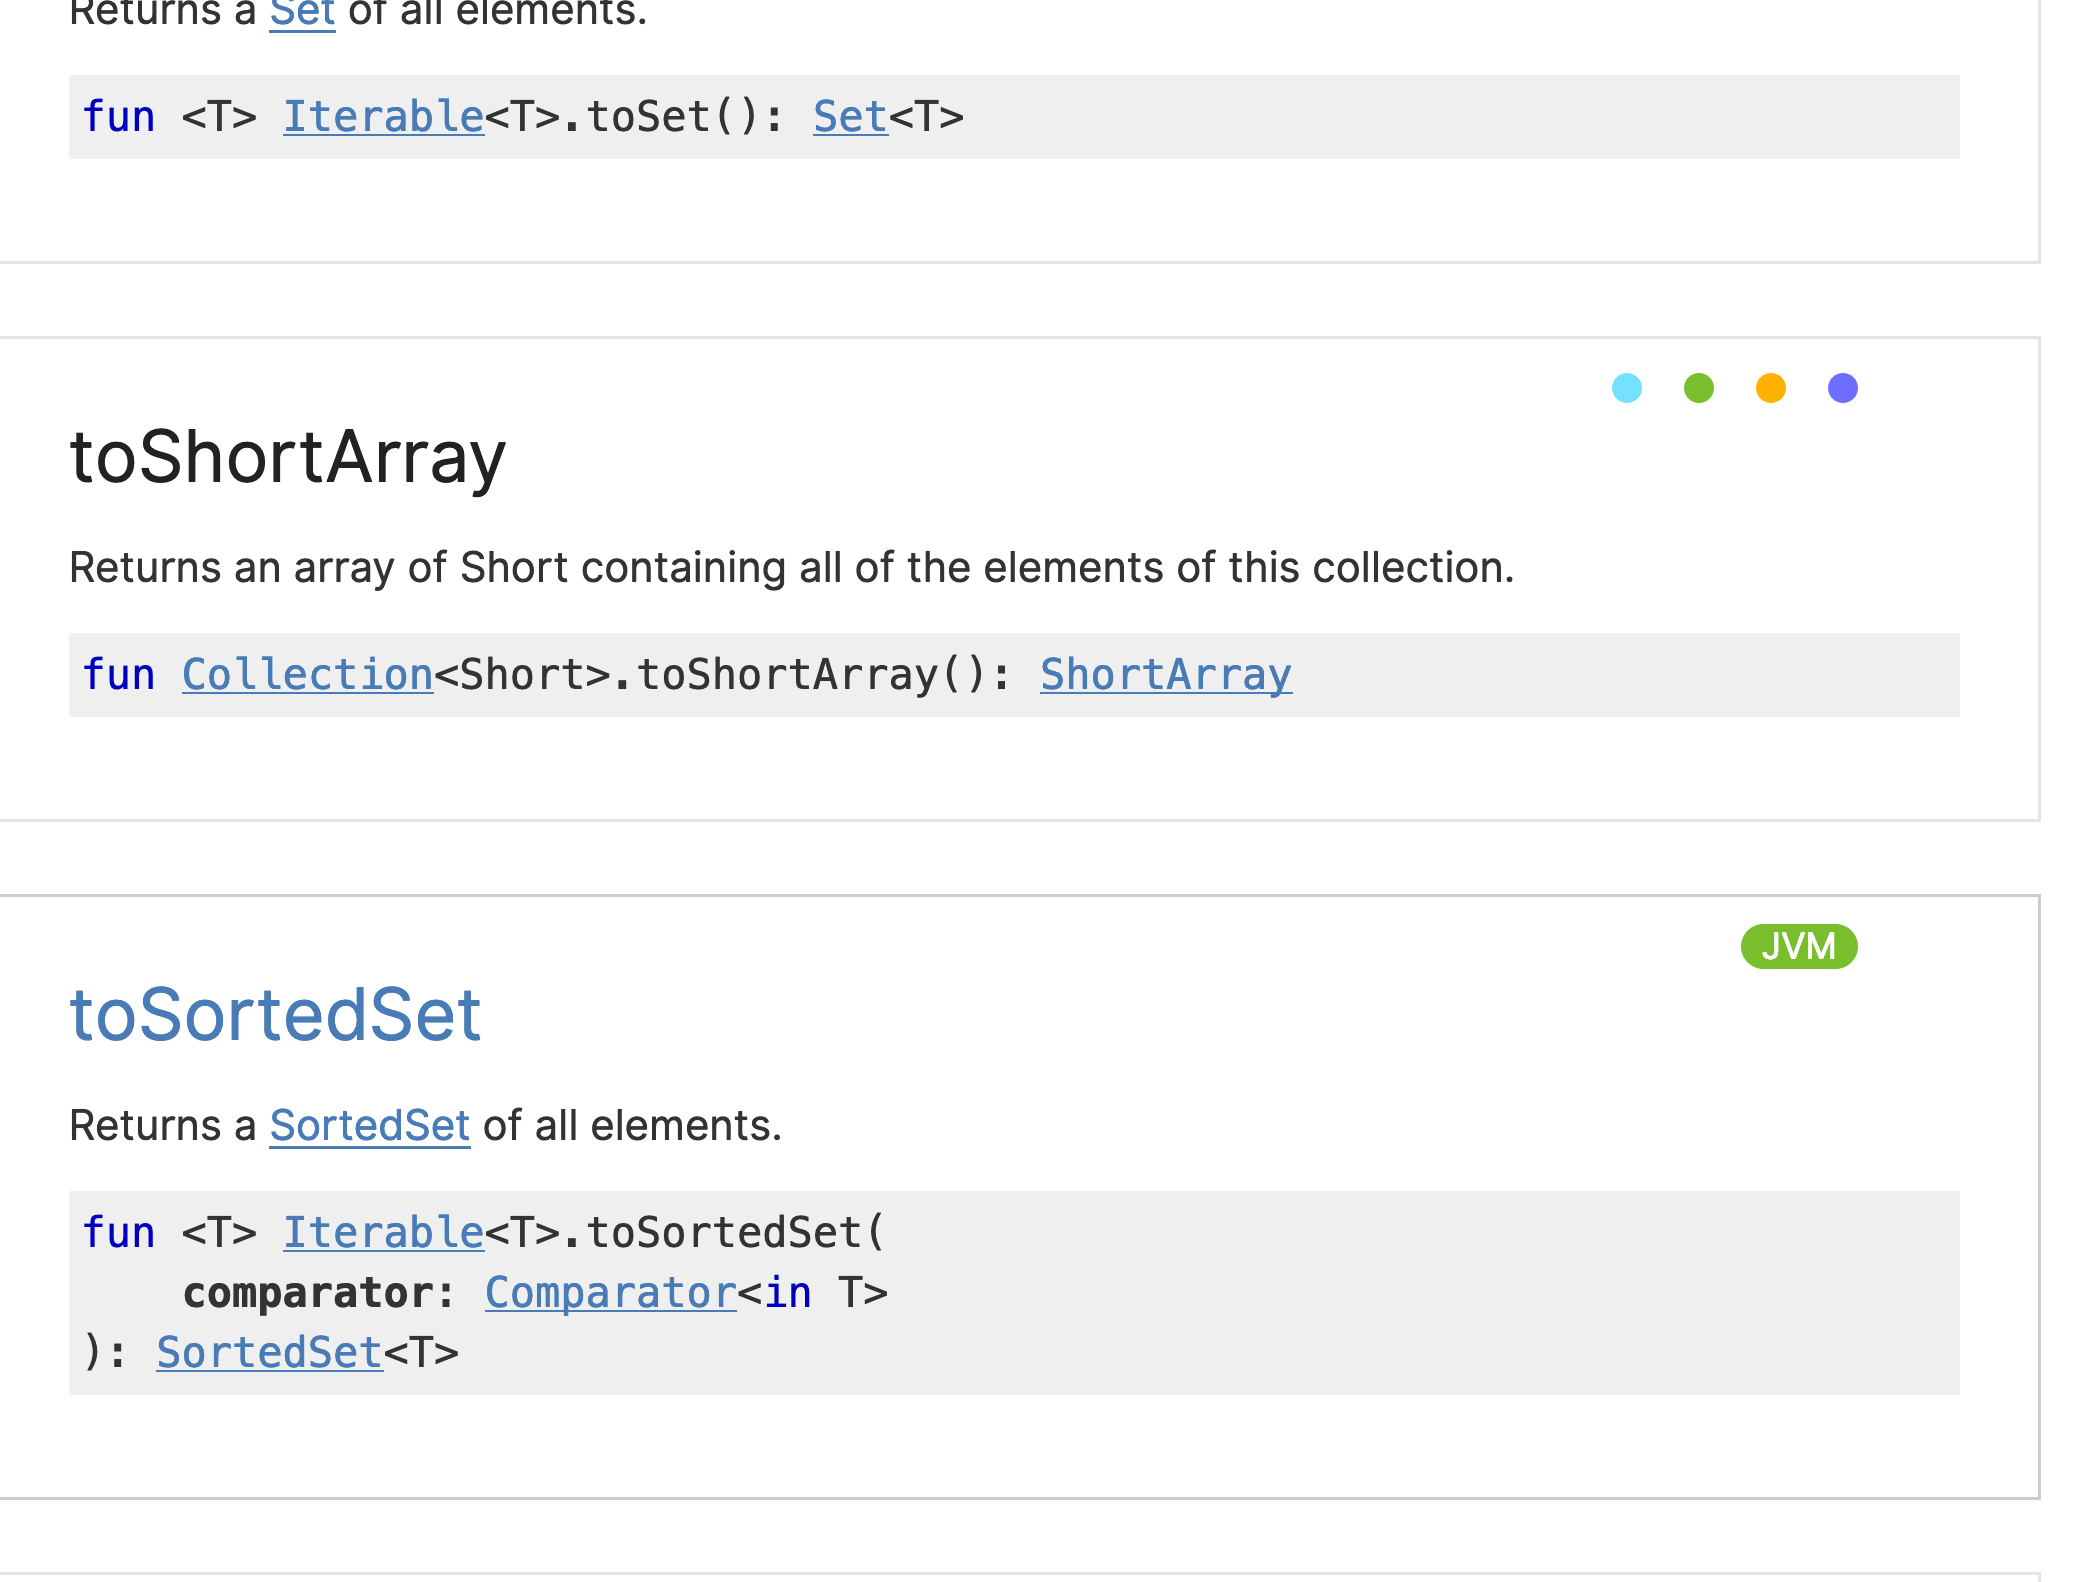 Returns a Set of all elements.
fun <T> Iterable<T>.toSet(): Set<T>
toShortArray
Returns an array of Short containing all of the elements of this collection.
fun Collection<Short>.toShortArray(): ShortArray
JVM
toSortedSet
Returns a SortedSet of all elements.
fun <T> Iterable<T>.toSortedSet(
    comparator: Comparator<in T>
): SortedSet<T>